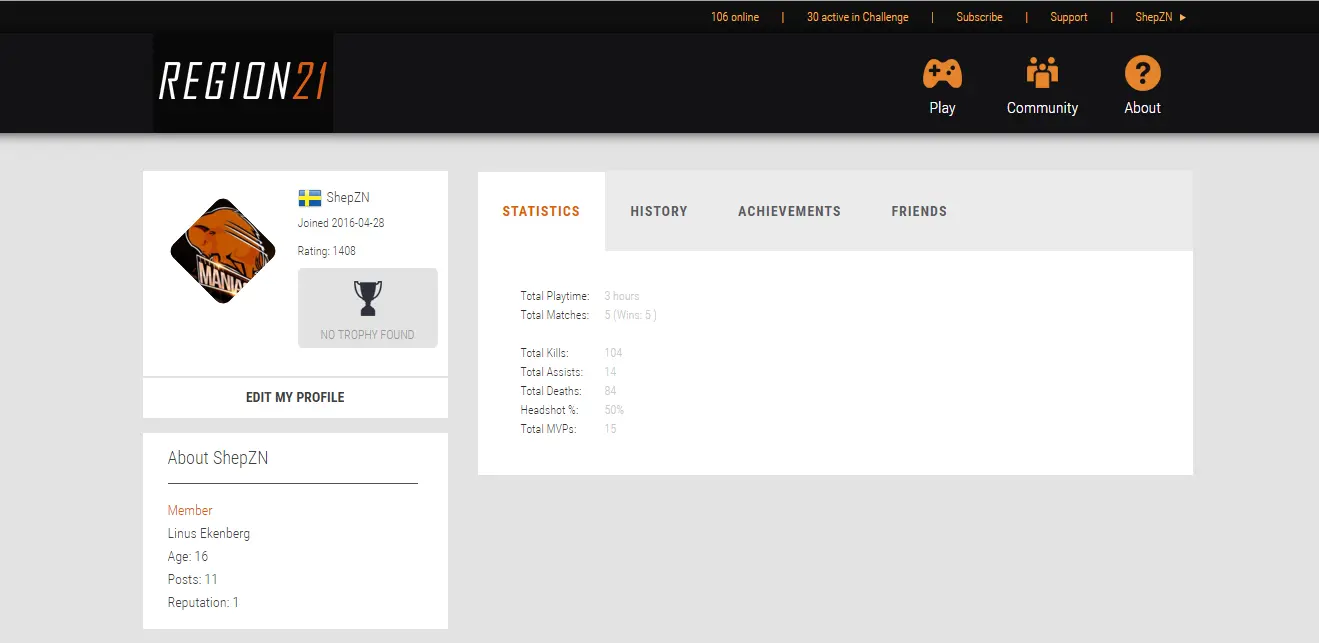 106 online | 30 active in Challenge | Subscribe | Support | ShepZN
REGION21
Play Community About
ShepZN
Joined 2016-04-28
Rating: 1408
MANIA
NO TROPHY FOUND
EDIT MY PROFILE
About ShepZN
Member
Linus Ekenberg
Age: 16
Posts: 11
Reputation: 1
STATISTICS HISTORY ACHIEVEMENTS FRIENDS
Total Playtime: 3 hours
Total Matches: 5 (Wins: 5 )
Total Kills: 104
Total Assists: 14
Total Deaths: 84
Headshot %: 50%
Total MVPs: 15